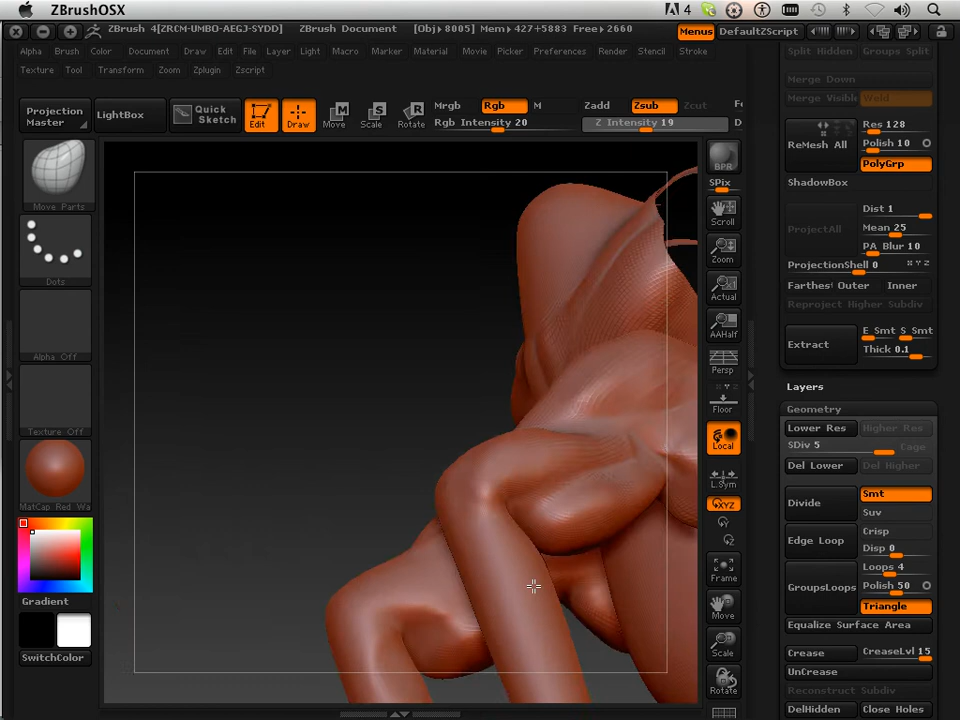 ZBrushOSX
4
ZBrush 4[ZRCM-UMBO-AEGJ-SYDD] ZBrush Document [Obj▸8005] Mem▸427+5883 Free▸2660
Menus DefaultZScript
Alpha Brush Color Document Draw Edit File Layer Light Macro Marker Material Movie Picker Preferences Render Stencil Stroke
Texture Tool Transform Zoom Zplugin Zscript
Projection Master
LightBox
Quick Sketch
Edit
Draw
Move
Scale
Rotate
Mrgb Rgb M Zadd Zsub Zcut
Rgb Intensity 20 Z Intensity 19
Move Parts
Dots
Alpha Off
Texture Off
MatCap Red Wa
Gradient
SwitchColor
BPR
SPix
Scroll
Zoom
Actual
AAHalf
Persp
Floor
Local
L.Sym
XYZ
Frame
Move
Scale
Rotate
Split Hidden Groups Split
Merge Down
Merge Visible Weld
ReMesh All
Res 128
Polish 10
PolyGrp
ShadowBox
ProjectAll
Dist 1
Mean 25
PA Blur 10
ProjectionShell 0
Farthest Outer Inner
Reproject Higher Subdiv
Extract
E Smt S Smt
Thick 0.1
Layers
Geometry
Lower Res Higher Res
SDiv 5 Cage
Del Lower Del Higher
Divide
Smt
Suv
Edge Loop
Crisp
Disp 0
GroupsLoops
Loops 4
Polish 50
Triangle
Equalize Surface Area
Crease CreaseLvl 15
UnCrease
Reconstruct Subdiv
DelHidden Close Holes